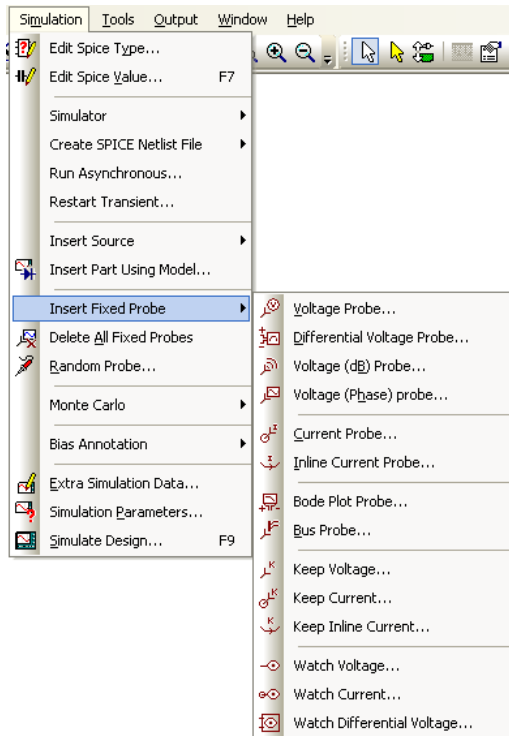 Simulation Tools Output Window Help
Edit Spice Type...
Edit Spice Value... F7
Simulator
Create SPICE Netlist File
Run Asynchronous...
Restart Transient...
Insert Source
Insert Part Using Model...
Insert Fixed Probe
Delete All Fixed Probes
Random Probe...
Monte Carlo
Bias Annotation
Extra Simulation Data...
Simulation Parameters...
Simulate Design... F9
Voltage Probe...
Differential Voltage Probe...
Voltage (dB) Probe...
Voltage (Phase) probe...
Current Probe...
Inline Current Probe...
Bode Plot Probe...
Bus Probe...
Keep Voltage...
Keep Current...
Keep Inline Current...
Watch Voltage...
Watch Current...
Watch Differential Voltage...